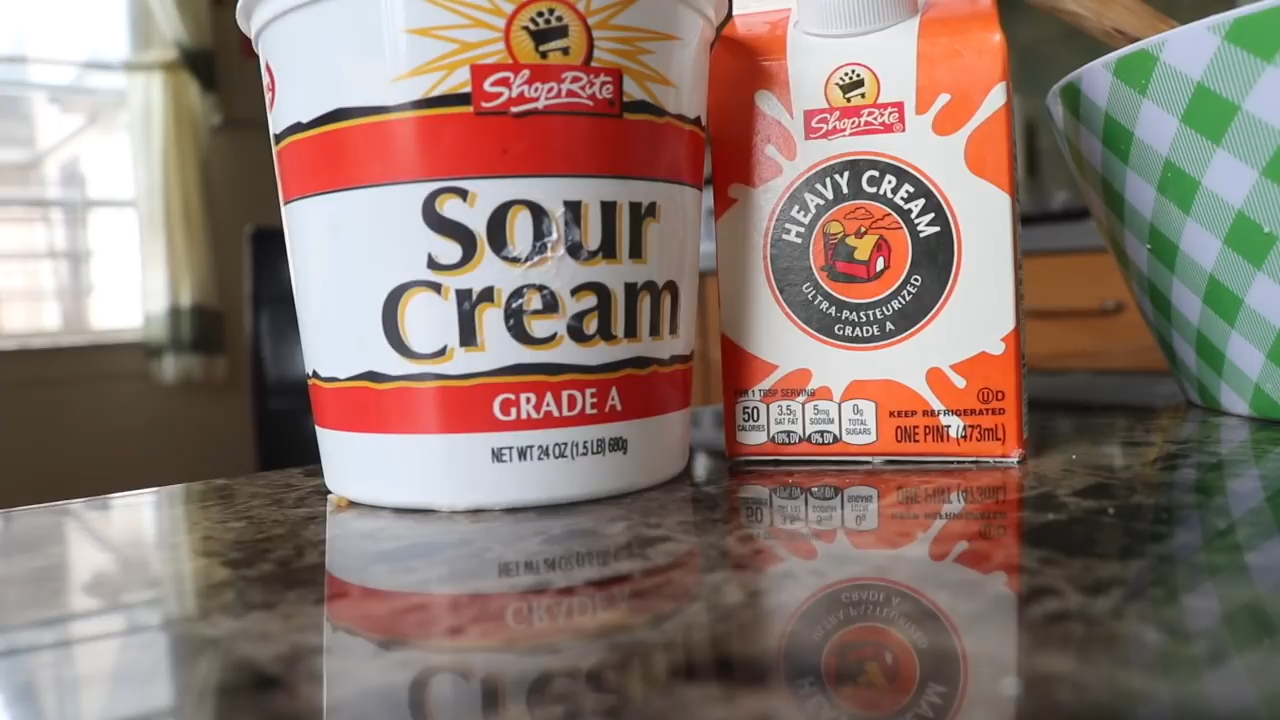 ShopRite
Sour
Cream
GRADE A
NET WT 24 OZ (1.5 LB) 680g
ShopRite
HEAVY CREAM
ULTRA-PASTEURIZED
GRADE A
PER 1 TBSP SERVING
50 CALORIES
3.5g SAT FAT 18% DV
5mg SODIUM 0% DV
0g TOTAL SUGARS
UD
KEEP REFRIGERATED
ONE PINT (473mL)